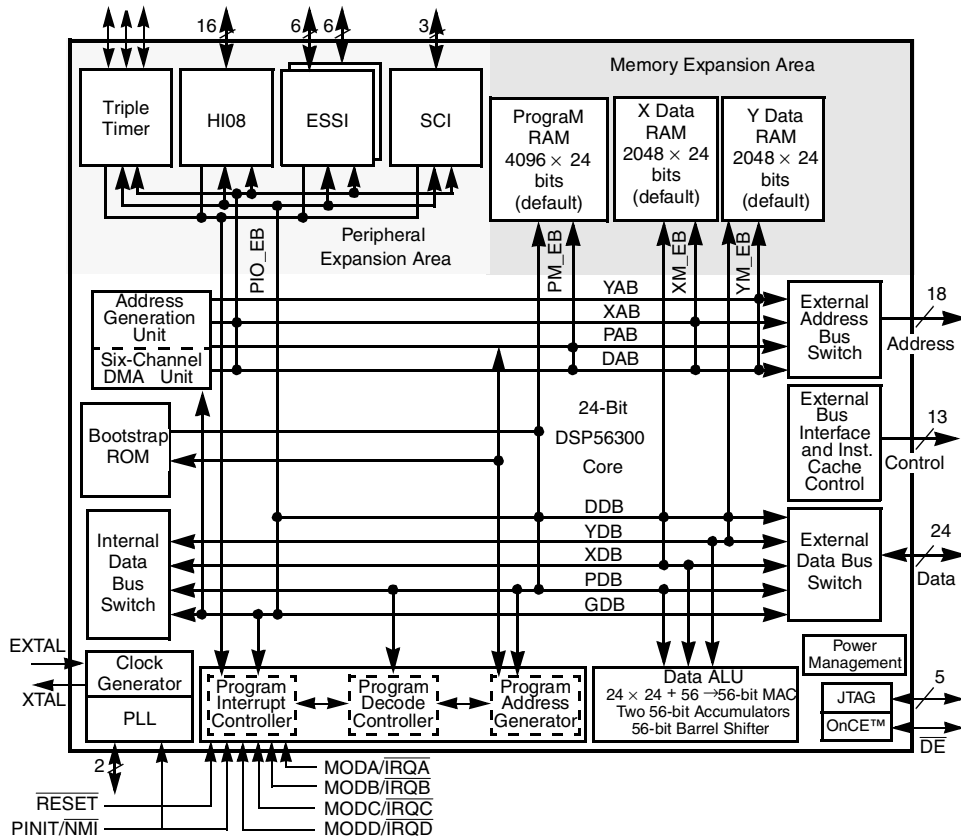 16
6
6
3
Memory Expansion Area
Triple
Timer
HI08
ESSI
SCI
PrograM
RAM
4096 × 24
bits
(default)
X Data
RAM
2048 × 24
bits
(default)
Y Data
RAM
2048 × 24
bits
(default)
Peripheral
Expansion Area
PIO_EB
PM_EB
XM_EB
YM_EB
Address
Generation
Unit
Six-Channel
DMA Unit
YAB
XAB
PAB
DAB
External
Address
Bus
Switch
18
Address
Bootstrap
ROM
24-Bit
DSP56300
Core
External
Bus
Interface
and Inst.
Cache
Control
13
Control
Internal
Data
Bus
Switch
DDB
YDB
XDB
PDB
GDB
External
Data Bus
Switch
24
Data
EXTAL
XTAL
Clock
Generator
PLL
2
Program
Interrupt
Controller
Program
Decode
Controller
Program
Address
Generator
Data ALU
24 × 24 + 56 →56-bit MAC
Two 56-bit Accumulators
56-bit Barrel Shifter
Power
Management
JTAG
5
OnCE™
DE
RESET
PINIT/NMI
MODA/IRQA
MODB/IRQB
MODC/IRQC
MODD/IRQD